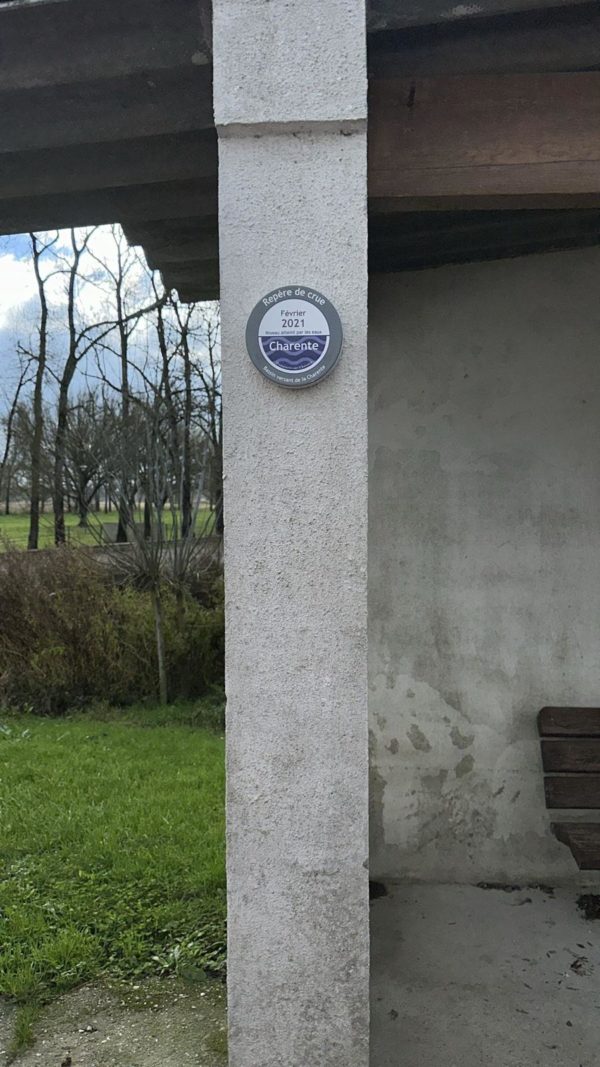 Repère de crue
Février
2021
Niveau atteint par les eaux
Charente
Bassin versant de la Charente